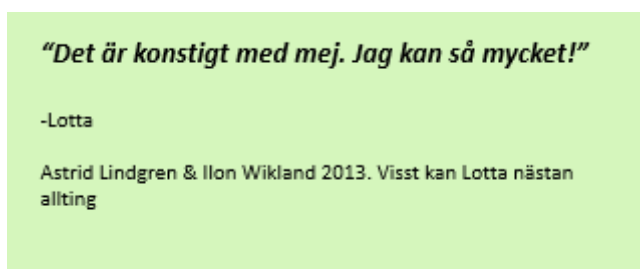 “Det är konstigt med mej. Jag kan så mycket!”
-Lotta
Astrid Lindgren & Ilon Wikland 2013. Visst kan Lotta nästan
allting